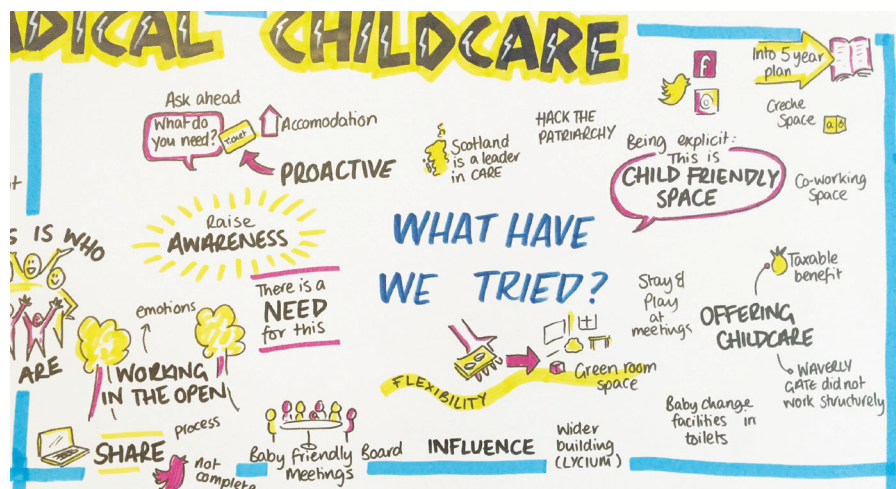 ADICAL CHILDCARE
Ask ahead
What do
you need?
Ticket
Accomodation
PROACTIVE
Scotland
is a leader
in CARE
HACK THE
PATRIARCHY
f
Into 5 year
plan
Creche
Space
Being explicit:
This is
CHILD FRIENDLY
SPACE
Co-working
Space
Raise
AWARENESS
WHAT HAVE
WE TRIED?
S IS WHO
ARE
There is a
NEED
for this
emotions
WORKING
IN THE OPEN
Stay &
Play
at
meetings
Taxable
benefit
OFFERING
CHILDCARE
WAVERLY
GATE did not
work structurely
FLEXIBILITY
Green room
space
Baby change
facilities in
toilets
SHARE
process
not
complete
Baby friendly Board
Meetings
INFLUENCE
Wider
building
(LYCIUM)